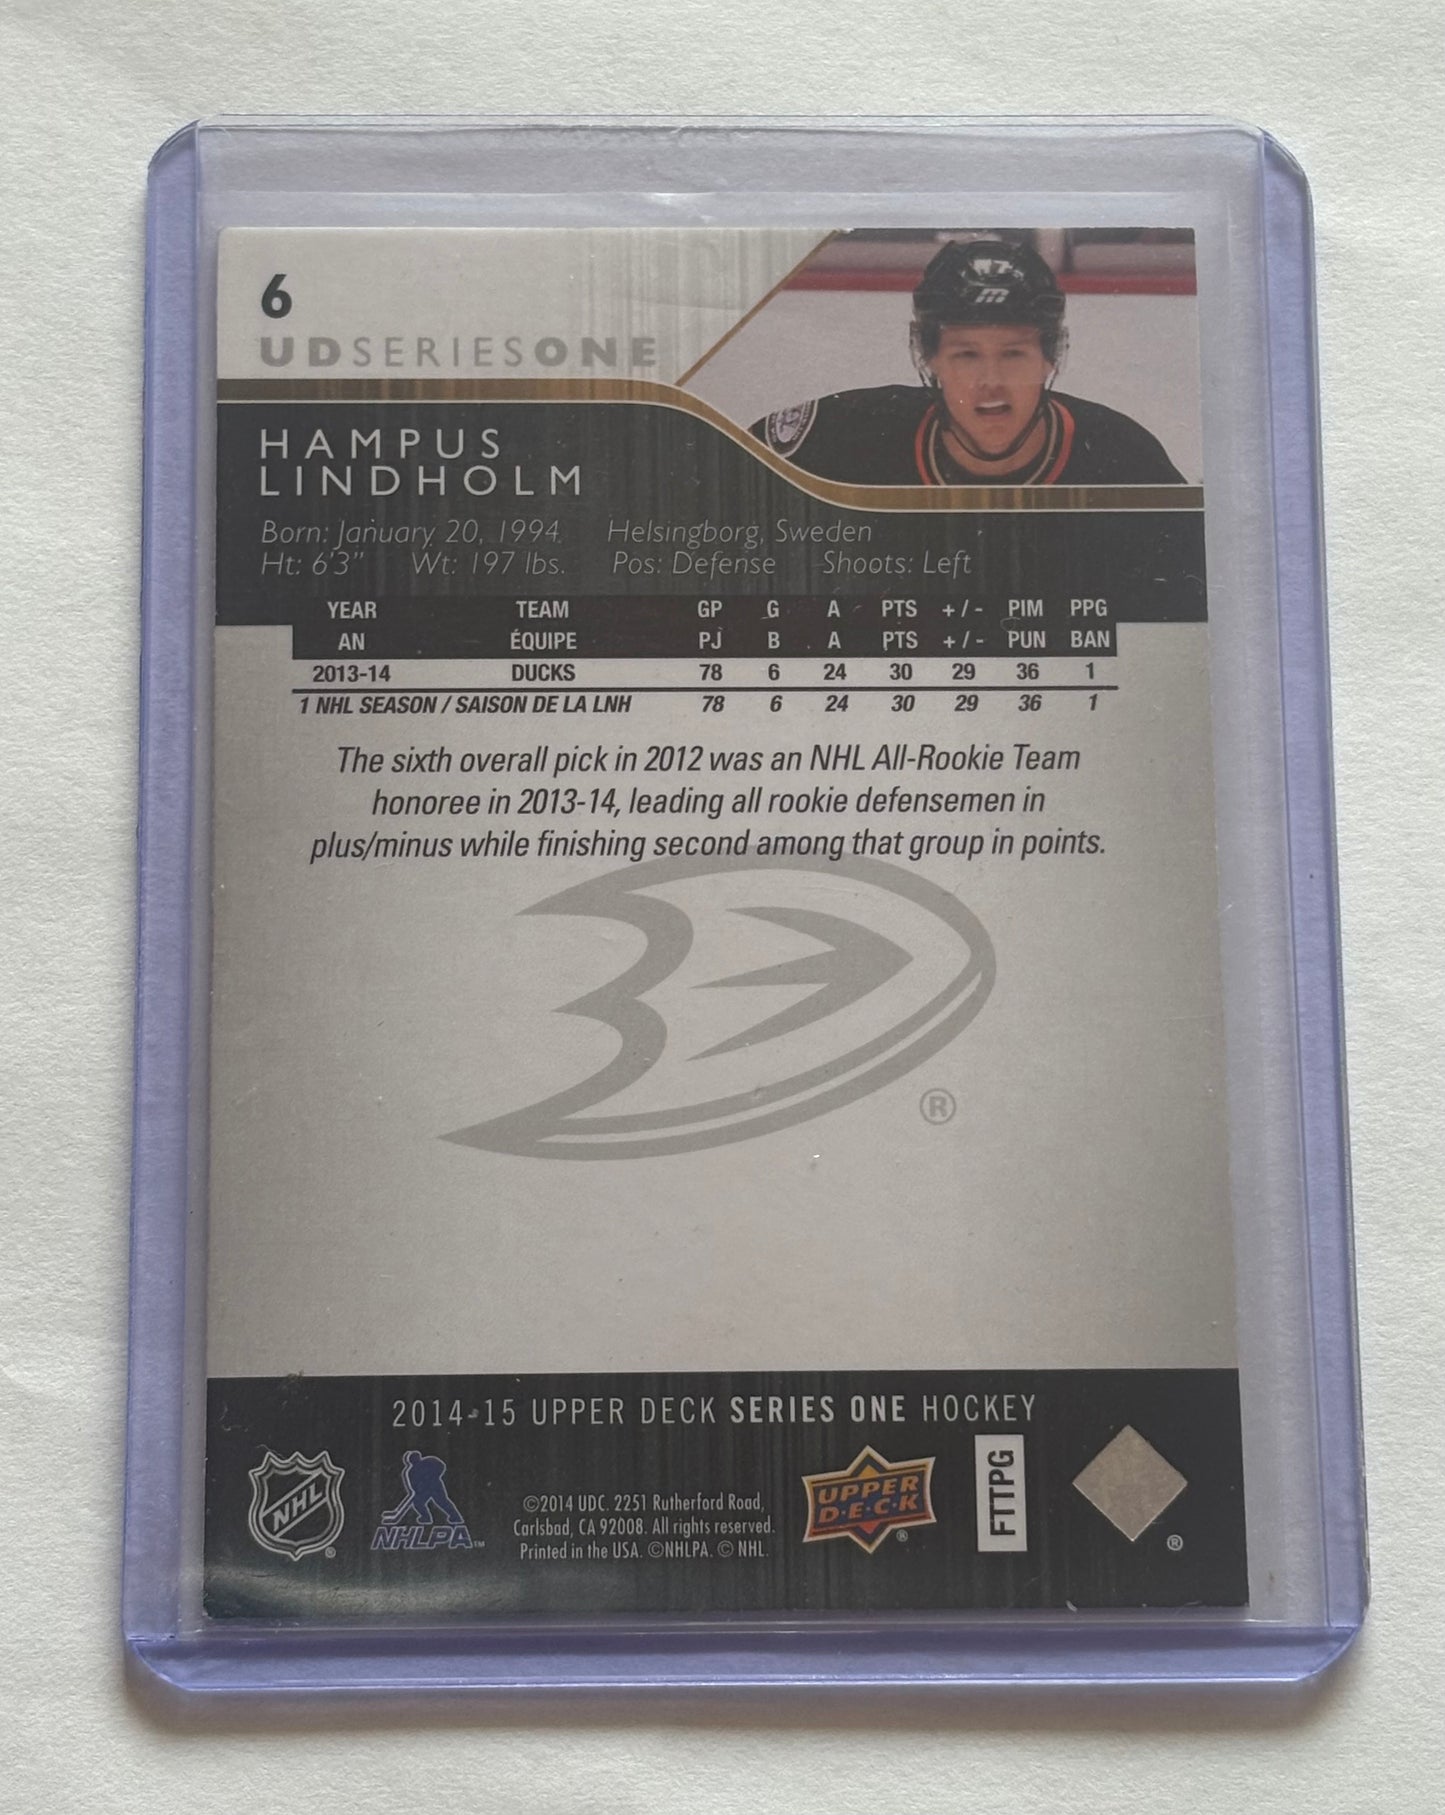 6
UDSERIESONE
HAMPUS
LINDHOLM
Born: January 20, 1994 Helsingborg, Sweden
Ht: 6'3" Wt: 197 lbs. Pos: Defense Shoots: Left
YEAR TEAM GP G A PTS +/- PIM PPG
AN ÉQUIPE PJ B A PTS +/- PUN BAN
2013-14 DUCKS 78 6 24 30 29 36 1
1 NHL SEASON / SAISON DE LA LNH 78 6 24 30 29 36 1
The sixth overall pick in 2012 was an NHL All-Rookie Team
honoree in 2013-14, leading all rookie defensemen in
plus/minus while finishing second among that group in points.
®
2014-15 UPPER DECK SERIES ONE HOCKEY
NHL ®
NHLPA™
©2014 UDC. 2251 Rutherford Road,
Carlsbad, CA 92008. All rights reserved.
Printed in the USA. ©NHLPA. © NHL.
UPPER
D·E·C·K ®
FTTPG
®